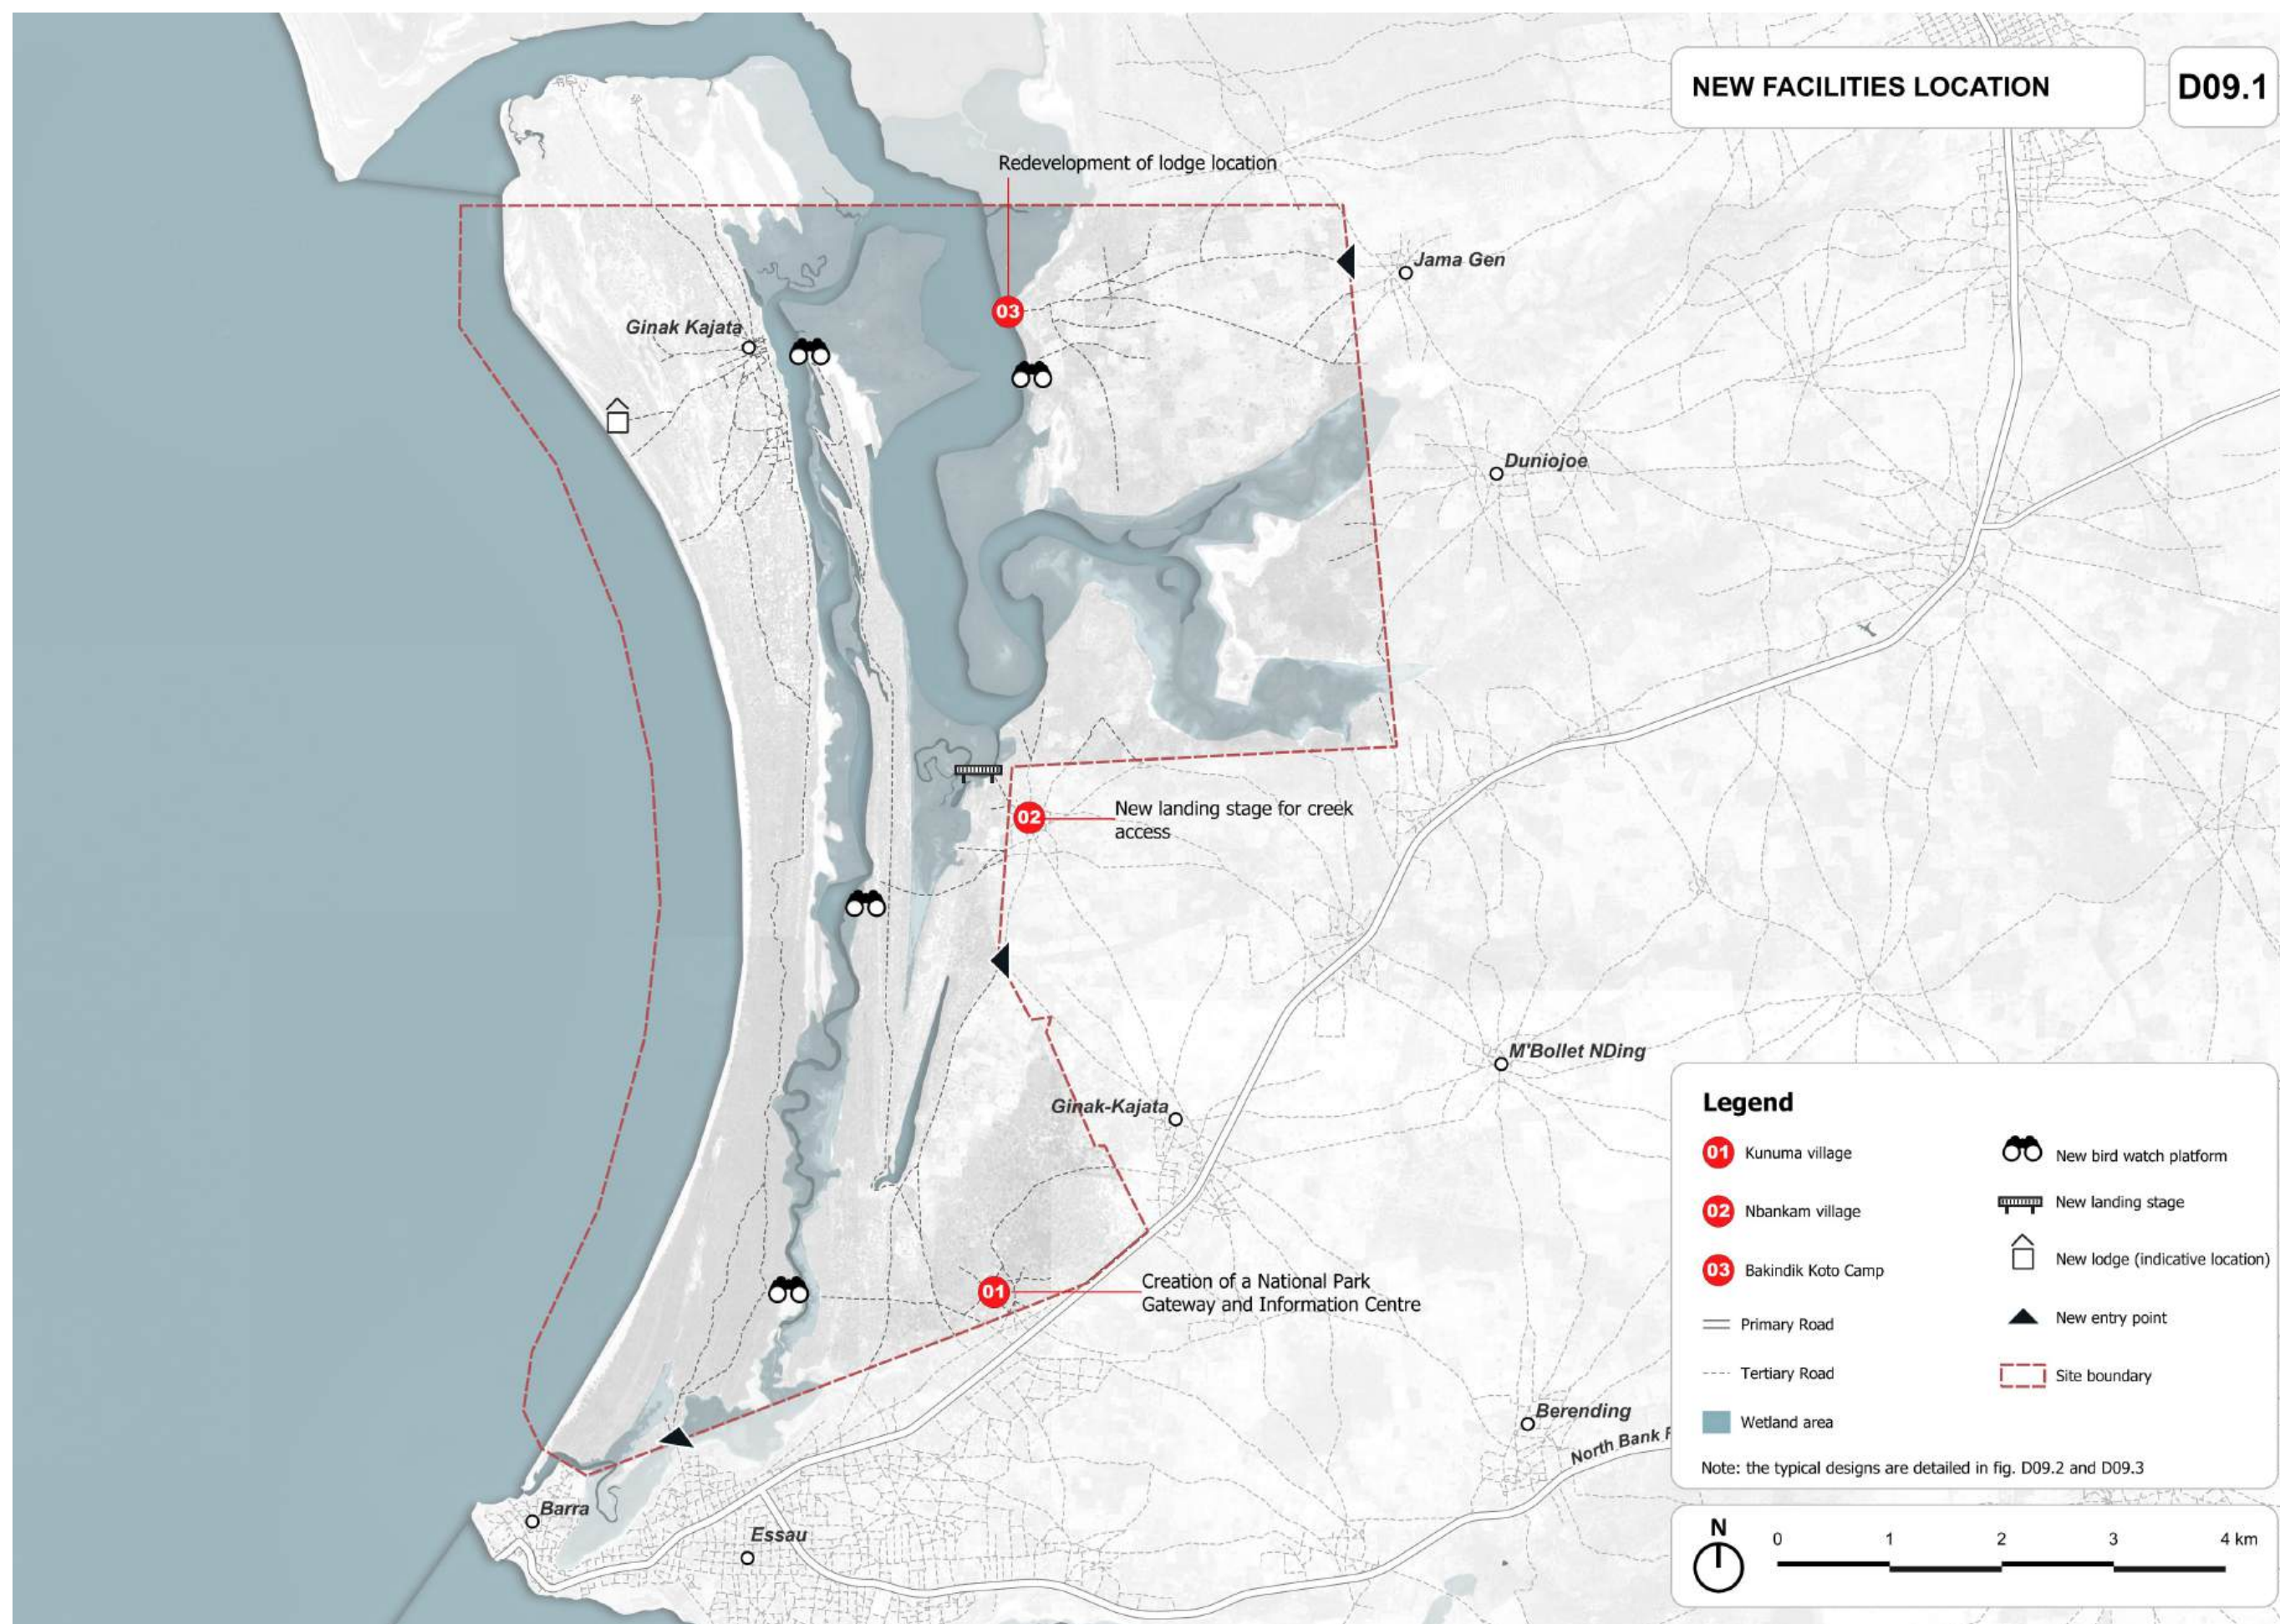 NEW FACILITIES LOCATION
D09.1
Redevelopment of lodge location
Jama Gen
03
Ginak Kajata
Duniojoe
02
New landing stage for creek
access
M'Bollet NDing
Ginak-Kajata
01
Creation of a National Park
Gateway and Information Centre
Berending
North Bank
Barra
Essau
Legend
01 Kunuma village
02 Nbankam village
03 Bakindik Koto Camp
Primary Road
Tertiary Road
Wetland area
New bird watch platform
New landing stage
New lodge (indicative location)
New entry point
Site boundary
Note: the typical designs are detailed in fig. D09.2 and D09.3
N
0 1 2 3 4 km